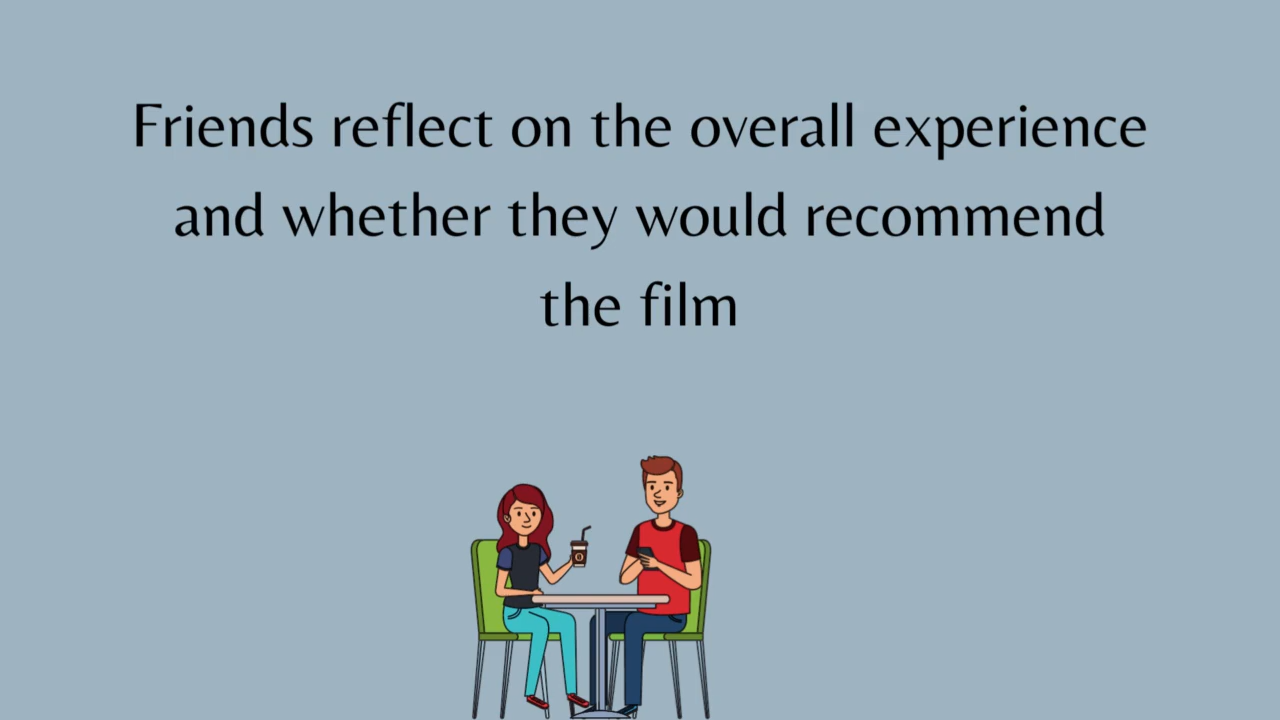 Friends reflect on the overall experience
and whether they would recommend
the film